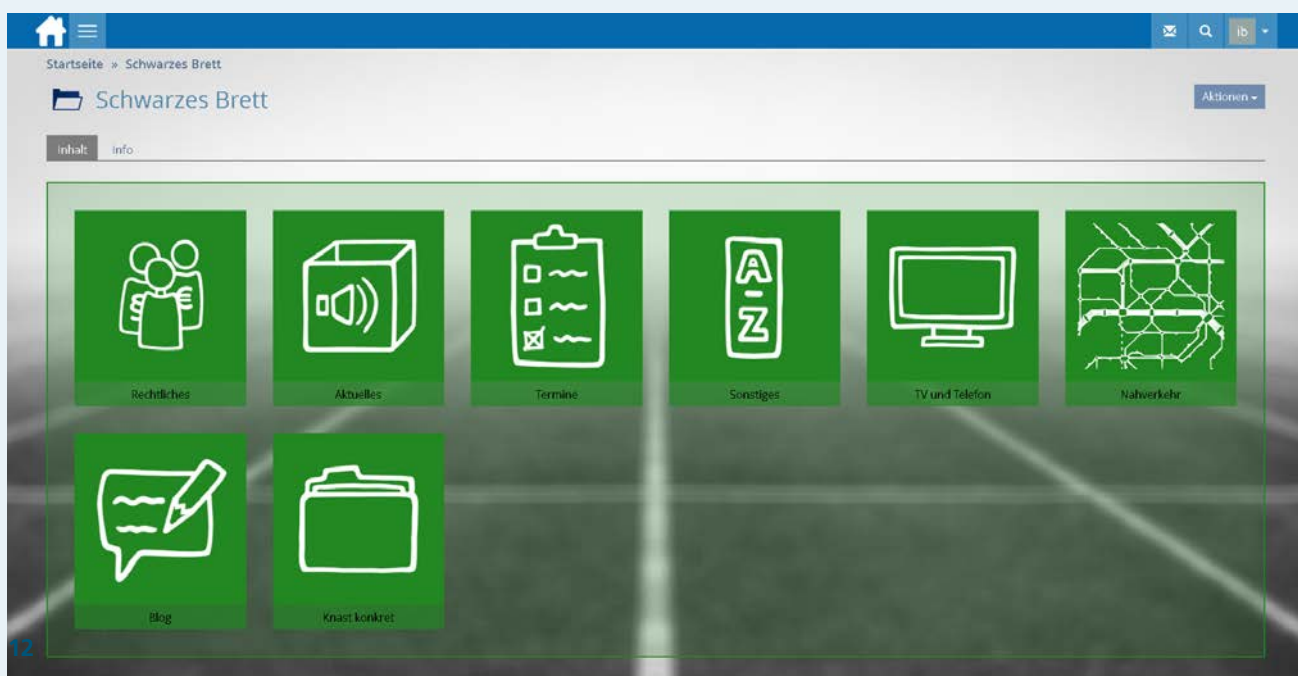 ib
Startseite » Schwarzes Brett
Schwarzes Brett
Aktionen
Inhalt Info
A-Z
Rechtliches Aktuelles Termine Sonstiges TV und Telefon Nahverkehr
Blog Knast konkret
12